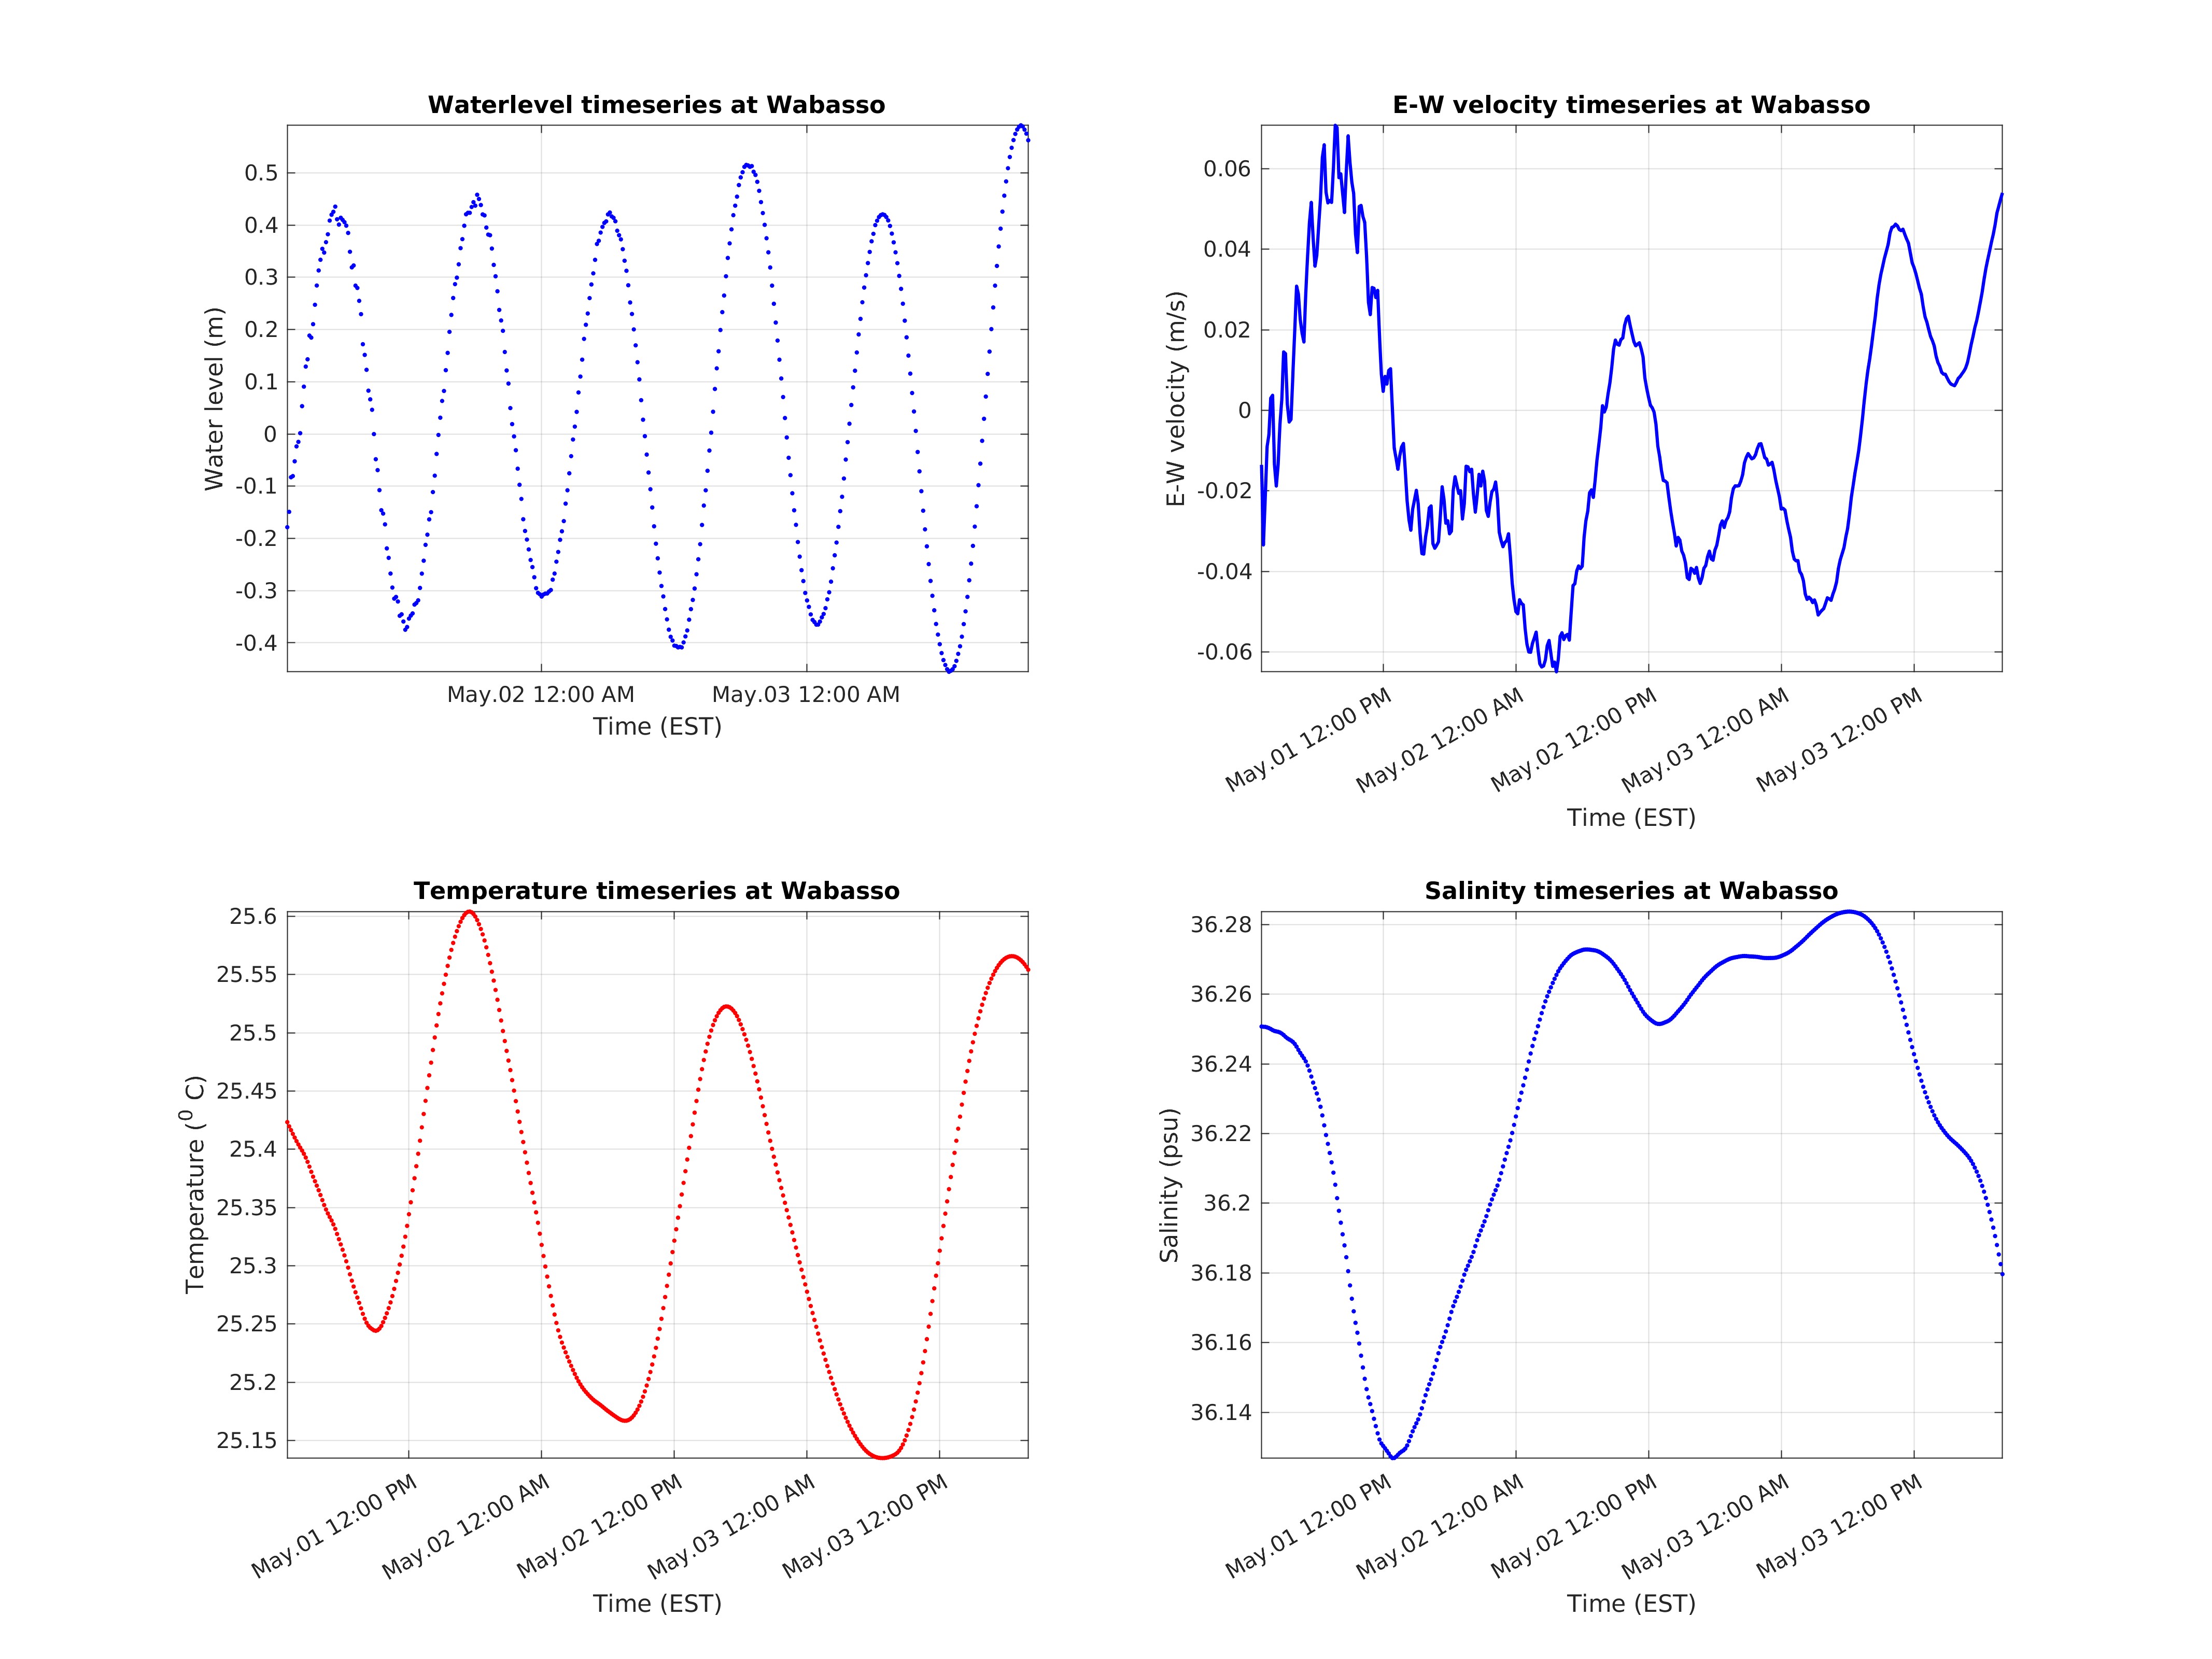 Waterlevel timeseries at Wabasso
0.5
0.4
0.3
0.2
0.1
0
-0.1
-0.2
-0.3
-0.4
Water level (m)
May.02 12:00 AM
May.03 12:00 AM
Time (EST)
E-W velocity timeseries at Wabasso
0.06
0.04
0.02
0
-0.02
-0.04
-0.06
E-W velocity (m/s)
May.01 12:00 PM
May.02 12:00 AM
May.02 12:00 PM
May.03 12:00 AM
May.03 12:00 PM
Time (EST)
Temperature timeseries at Wabasso
25.6
25.55
25.5
25.45
25.4
25.35
25.3
25.25
25.2
25.15
Temperature (⁰ C)
May.01 12:00 PM
May.02 12:00 AM
May.02 12:00 PM
May.03 12:00 AM
May.03 12:00 PM
Time (EST)
Salinity timeseries at Wabasso
36.28
36.26
36.24
36.22
36.2
36.18
36.16
36.14
Salinity (psu)
May.01 12:00 PM
May.02 12:00 AM
May.02 12:00 PM
May.03 12:00 AM
May.03 12:00 PM
Time (EST)